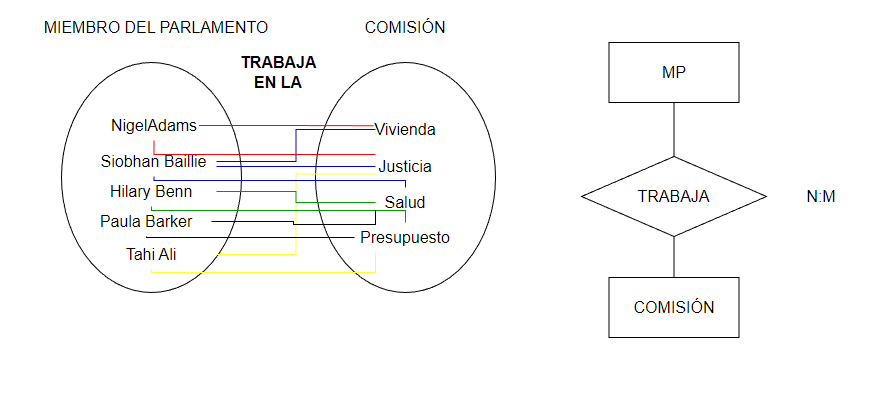 MIEMBRO DEL PARLAMENTO
COMISIÓN
TRABAJA
EN LA
NigelAdams
Siobhan Baillie
Hilary Benn
Paula Barker
Tahi Ali
Vivienda
Justicia
Salud
Presupuesto
MP
TRABAJA
N:M
COMISIÓN